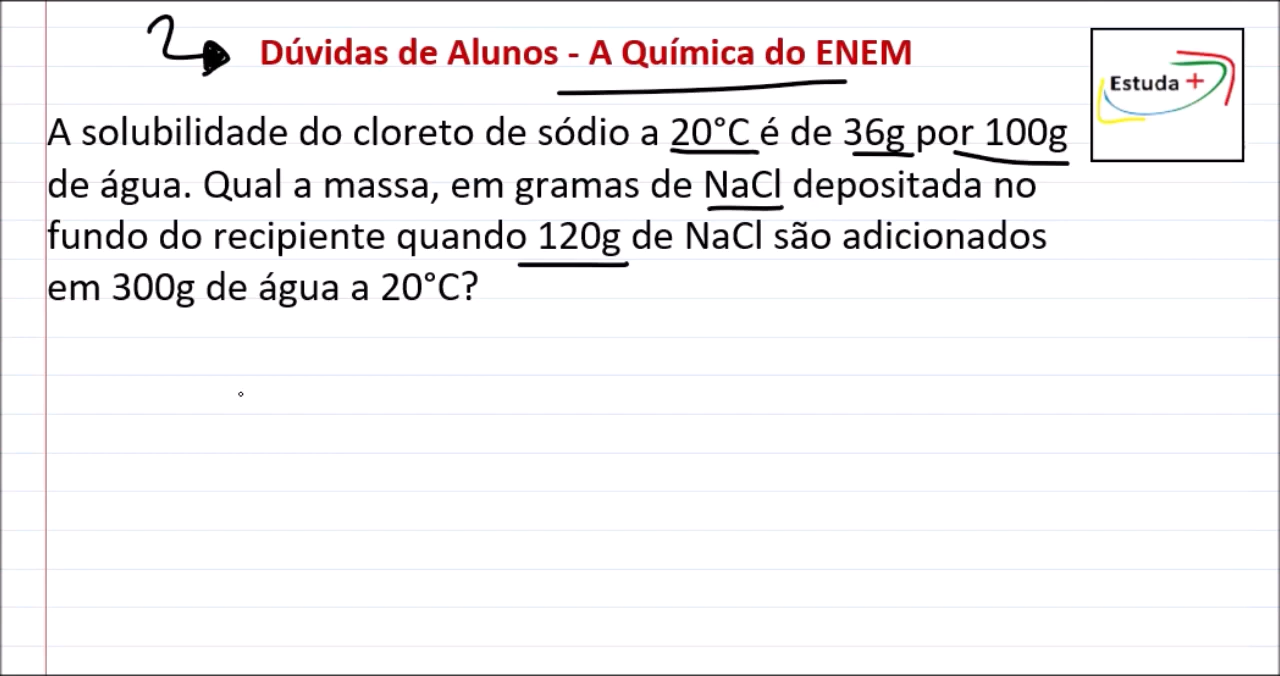 Dúvidas de Alunos - A Química do ENEM
Estuda +
A solubilidade do cloreto de sódio a 20°C é de 36g por 100g
de água. Qual a massa, em gramas de NaCl depositada no
fundo do recipiente quando 120g de NaCl são adicionados
em 300g de água a 20°C?